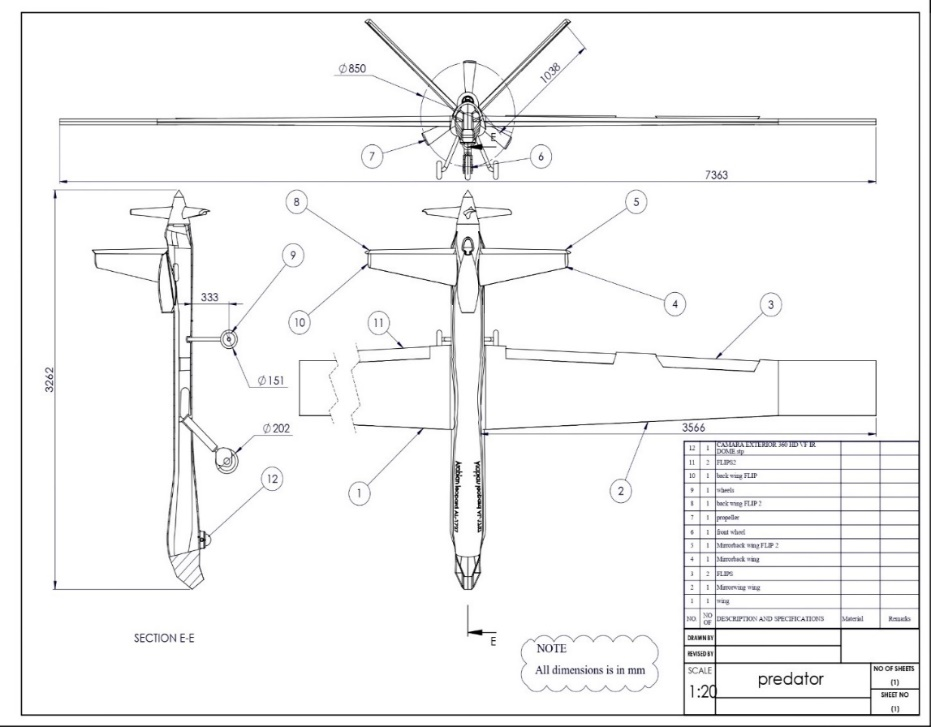 Ø850
1038
E
7
6
7363
8
5
9
333
10
4
11
3
3262
Ø151
Ø202
3566
12
1
2
SECTION E-E
E
NOTE
All dimensions is in mm
12 1 CAMARA EXTERIOR 360 HD VF IR
DOME.stp
11 2 FLIPS2
10 1 back wing FLIP
9 1 wheels
8 1 back wing FLIP 2
7 1 propeller
6 1 front wheel
5 1 Mirrorback wing FLIP 2
4 1 Mirrorback wing
3 2 FLIPS
2 1 Mirrorwing wing
1 1 wing
NO. NO OF DESCRIPTION AND SPECIFICATIONS Material Remarks
DRAWN BY
REVISED BY
SCALE
1:20
predator
NO OF SHEETS
(1)
SHEET NO
(1)